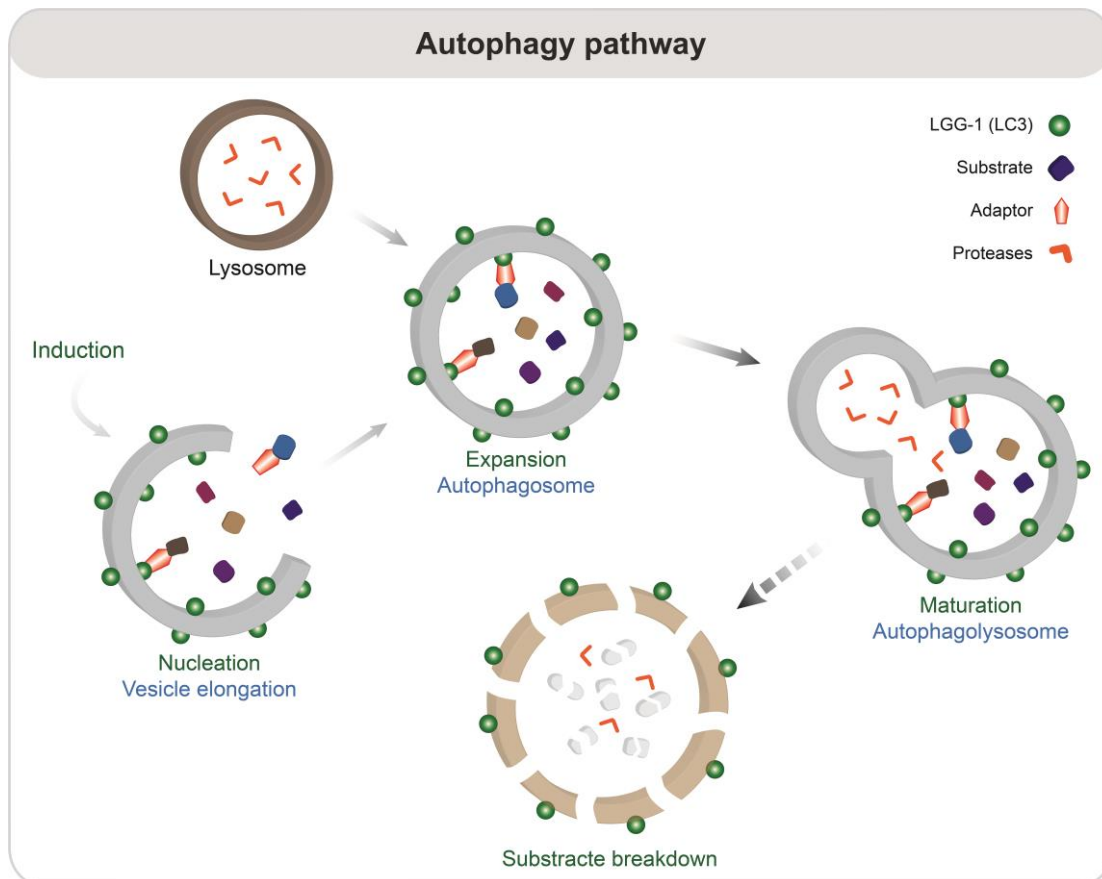 Autophagy pathway
LGG-1 (LC3)
Substrate
Adaptor
Proteases
Lysosome
Induction
Expansion
Autophagosome
Nucleation
Vesicle elongation
Maturation
Autophagolysosome
Substracte breakdown